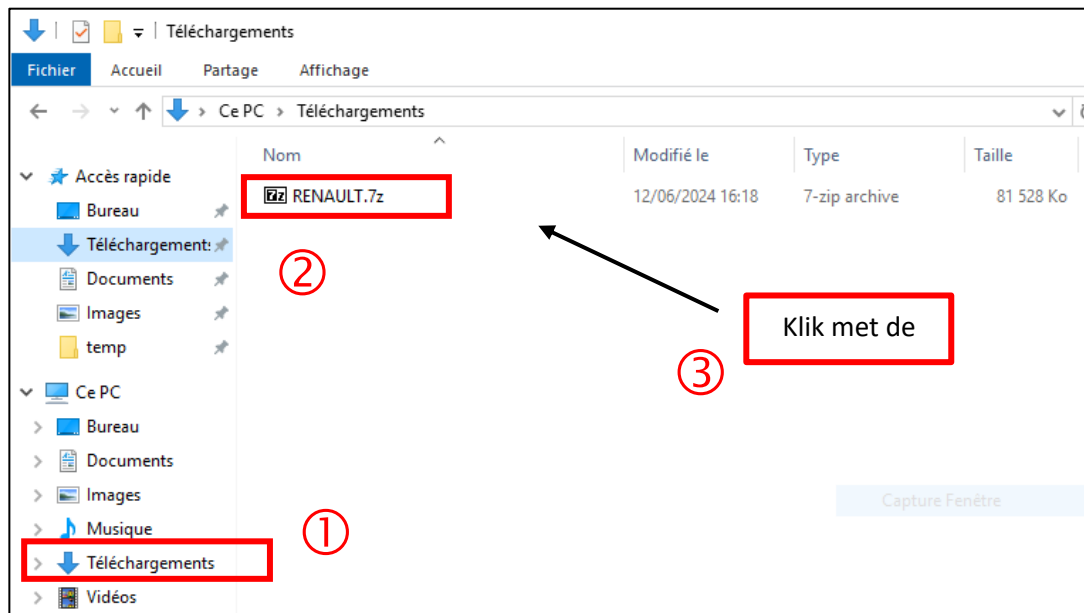 Téléchargements
Fichier Accueil Partage Affichage
Ce PC > Téléchargements
Nom Modifié le Type Taille
Accès rapide
RENAULT.7z 12/06/2024 16:18 7-zip archive 81 528 Ko
Bureau
Téléchargements
Documents
②
Images
Klik met de
temp
③
Ce PC
Bureau
Documents
Images
Capture Fenêtre
Musique
①
Téléchargements
Vidéos